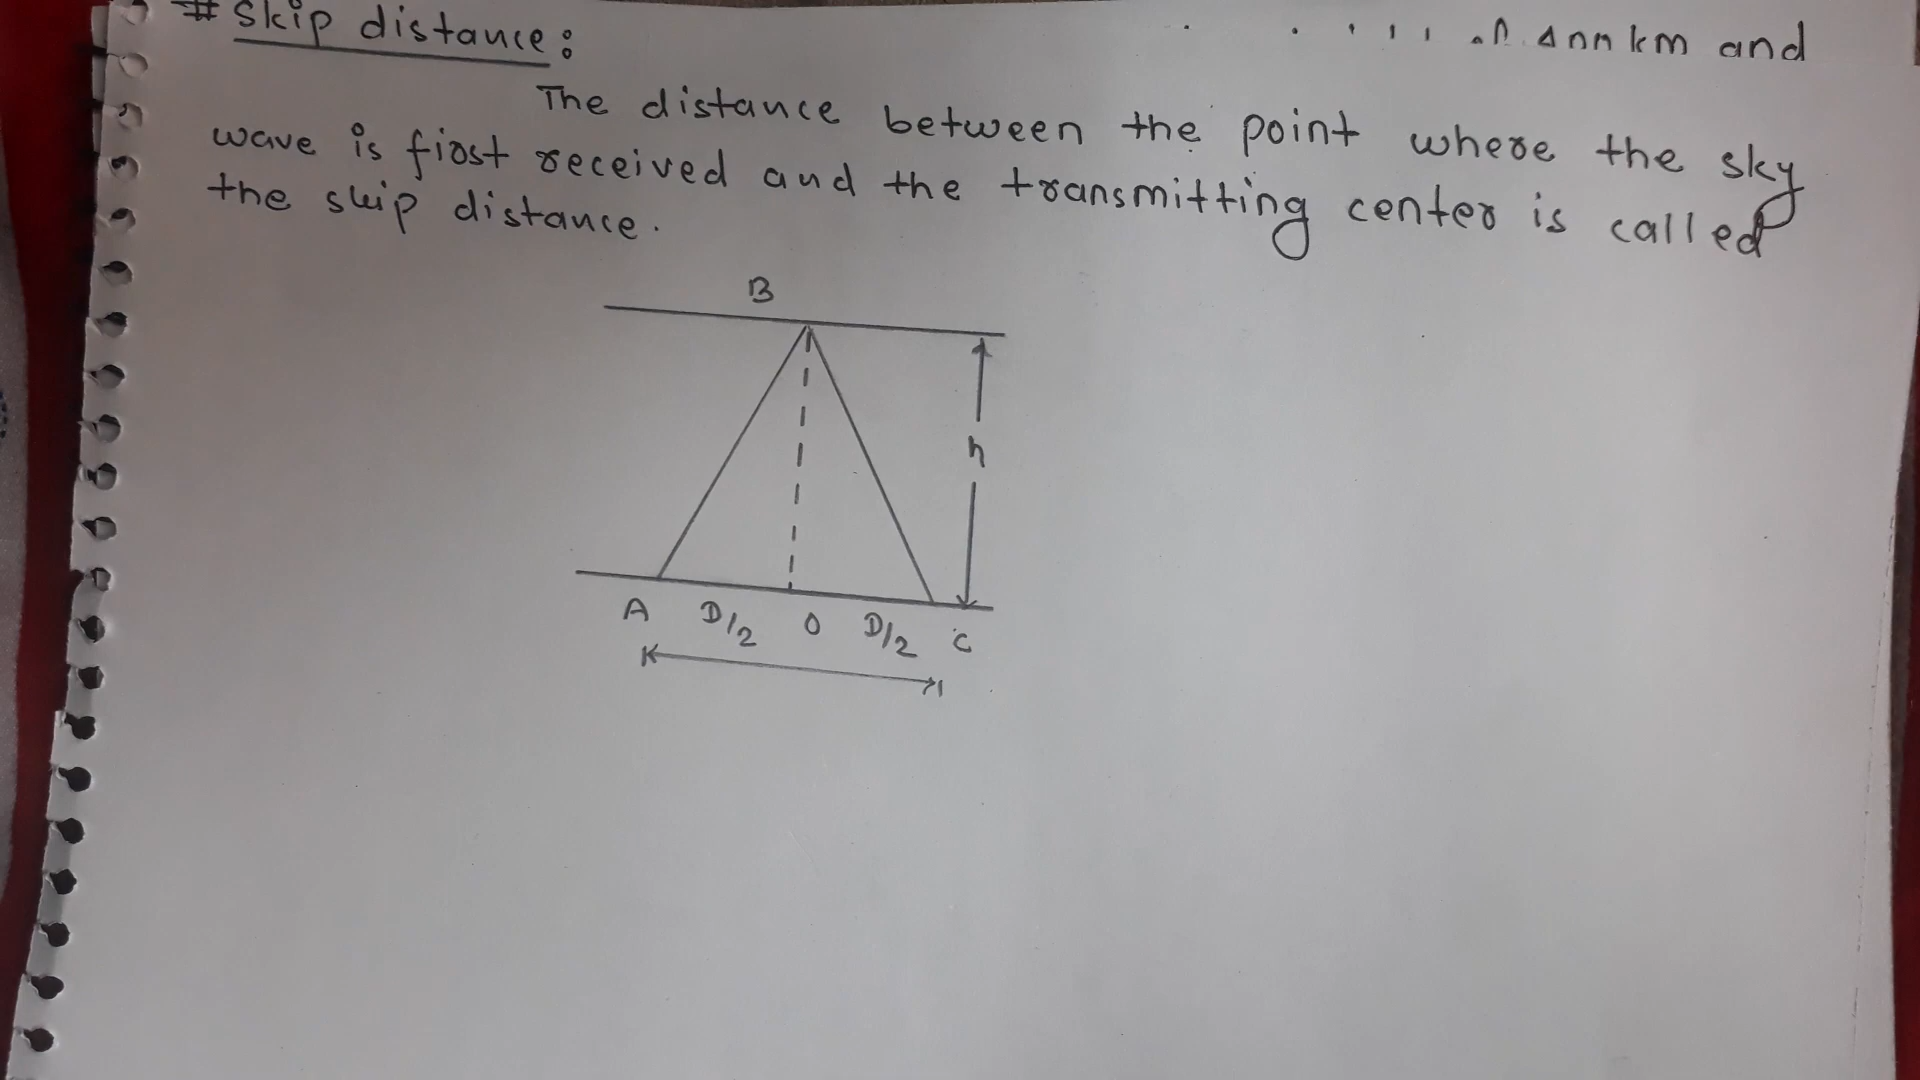 # Skip distance:
km and
The distance between the point where the sky
wave is first received and the transmitting center is called
the skip distance.
B
h
A D/2 O D/2 C